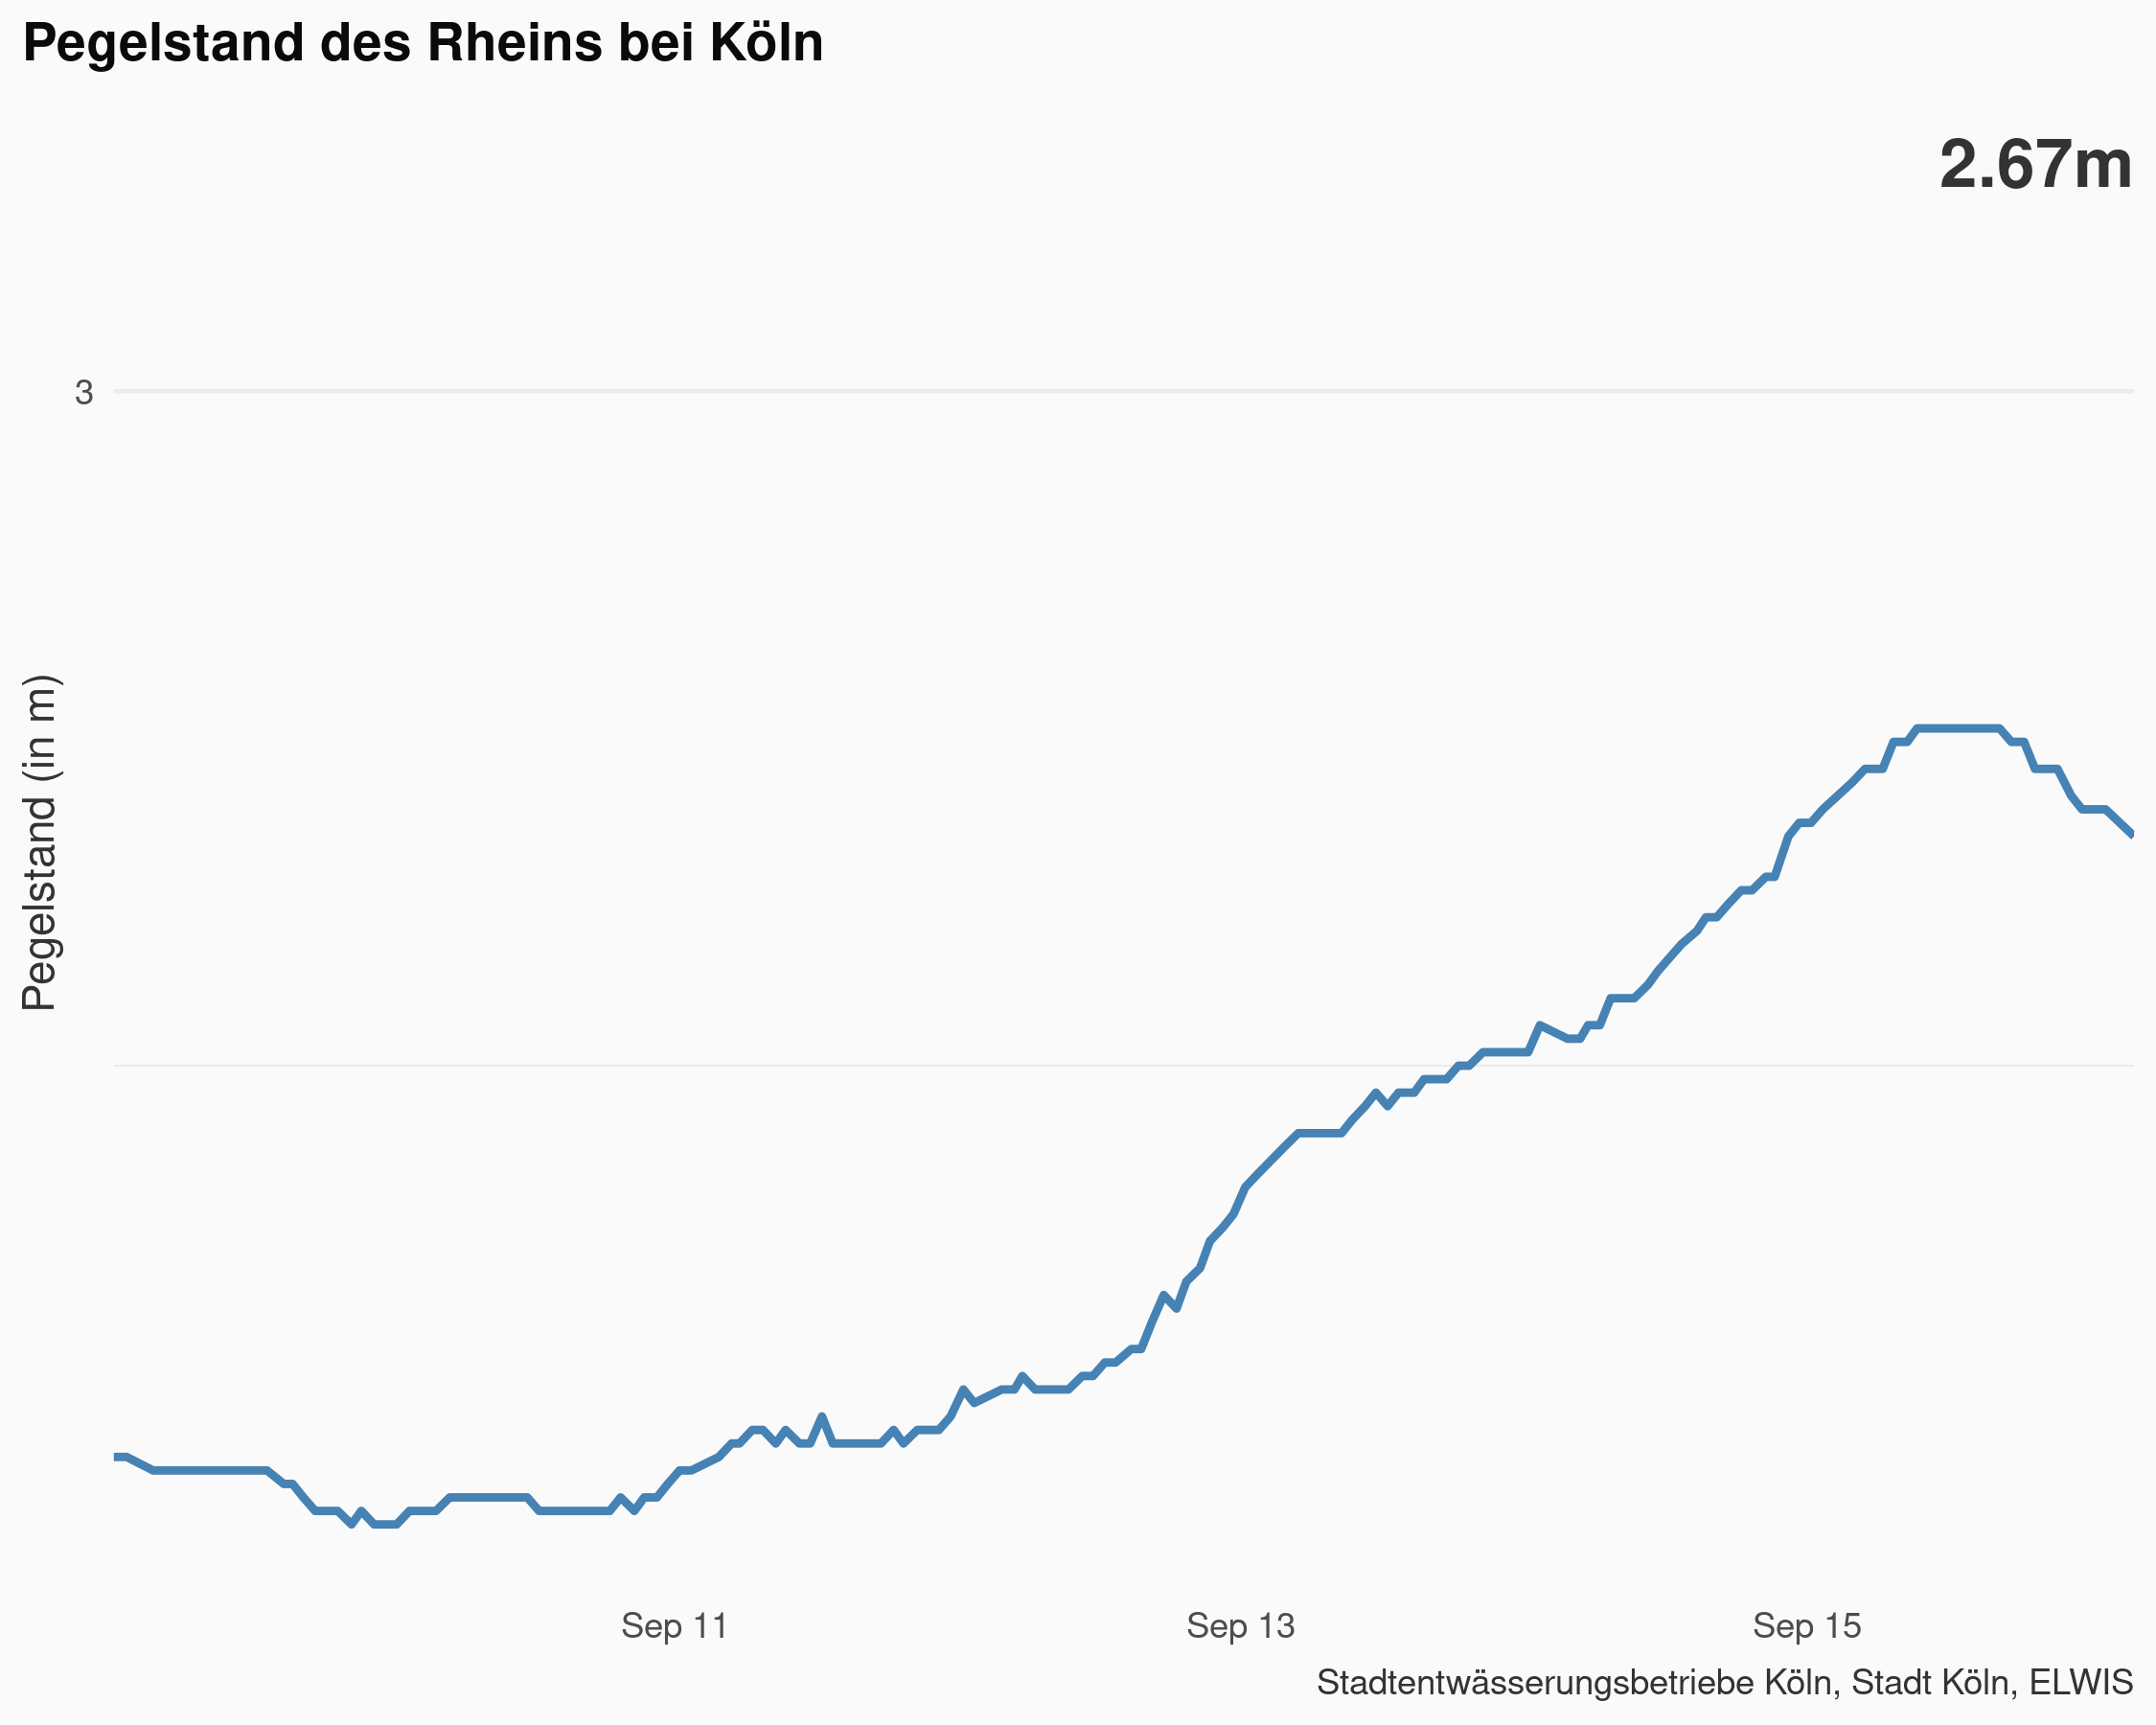 Pegelstand des Rheins bei Köln
2.67m
3
Pegelstand (in m)
Sep 11
Sep 13
Sep 15
Stadtentwässerungsbetriebe Köln, Stadt Köln, ELWIS